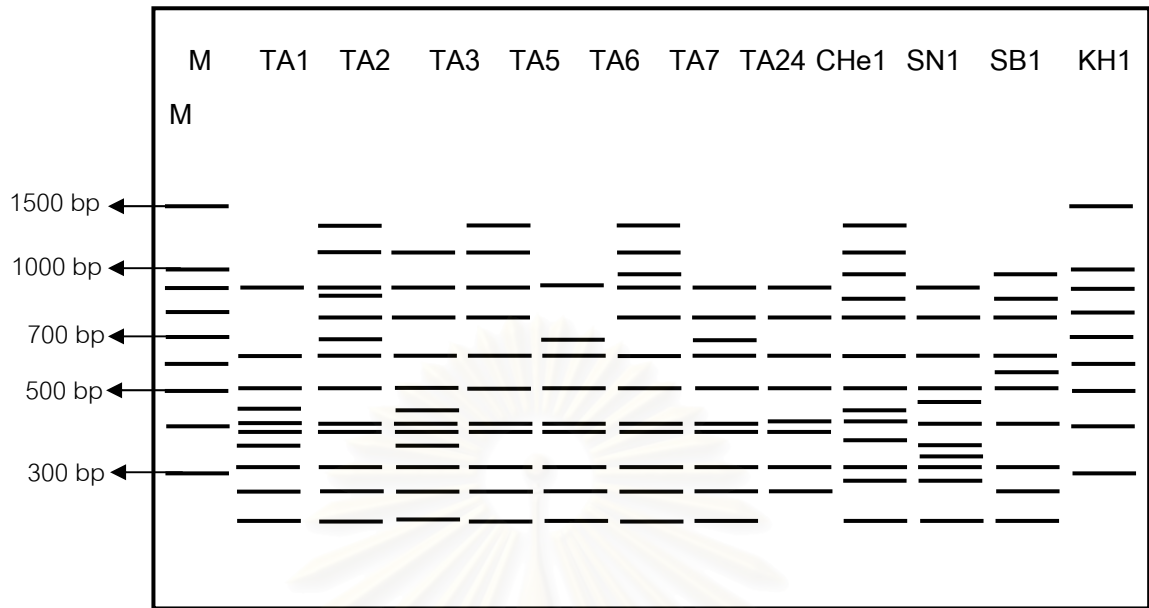 M TA1 TA2 TA3 TA5 TA6 TA7 TA24 CHe1 SN1 SB1 KH1
M
1500 bp
1000 bp
700 bp
500 bp
300 bp